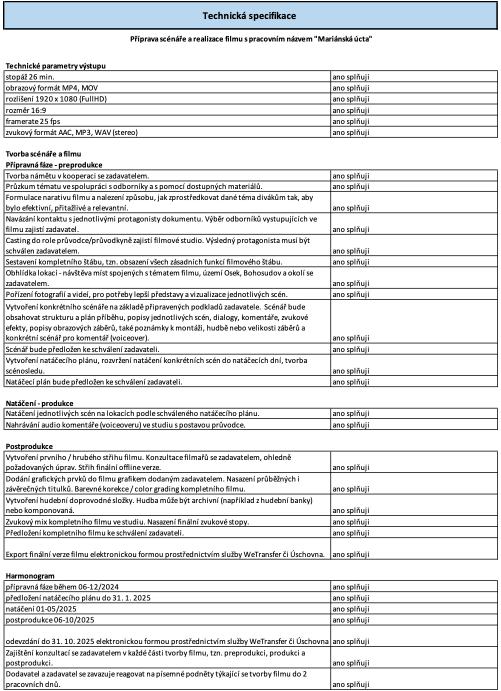 Technická specifikace
Příprava scénáře a realizace filmu s pracovním názvem "Mariánská úcta"
Technické parametry výstupu
stopáž 26 min. ano splňuji
obrazový formát MP4, MOV ano splňuji
rozlišení 1920 x 1080 (FullHD) ano splňuji
rozměr 16:9 ano splňuji
framerate 25 fps ano splňuji
zvukový formát AAC, MP3, WAV (stereo) ano splňuji
Tvorba scénáře a filmu
Přípravná fáze - preprodukce
Tvorba námětu v kooperaci se zadavatelem. ano splňuji
Průzkum tématu ve spolupráci s odborníky a s pomocí dostupných materiálů. ano splňuji
Formulace narativu filmu a nalezení způsobu, jak zprostředkovat dané téma divákům tak, aby
bylo efektivní, přitažlivé a relevantní. ano splňuji
Navázání kontaktu s jednotlivými protagonisty dokumentu. Výběr odborníků vystupujících ve
filmu zajistí zadavatel. ano splňuji
Casting do role průvodce/průvodkyně zajistí filmové studio. Výsledný protagonista musí být
schválen zadavatelem. ano splňuji
Sestavení kompletního štábu, tzn. obsazení všech zásadních funkcí filmového štábu. ano splňuji
Obhlídka lokací - návštěva míst spojených s tématem filmu, území Osek, Bohosudov a okolí se
zadavatelem. ano splňuji
Pořízení fotografií a videí, pro potřeby lepší představy a vizualizace jednotlivých scén. ano splňuji
Vytvoření konkrétního scénáře na základě připravených podkladů zadavatele. Scénář bude
obsahovat strukturu a plán příběhu, popisy jednotlivých scén, dialogy, komentáře, zvukové
efekty, popisy obrazových záběrů, také poznámky k montáži, hudbě nebo velikosti záběrů a
konkrétní scénář pro komentář (voiceover). ano splňuji
Scénář bude předložen ke schválení zadavateli. ano splňuji
Vytvoření natáčecího plánu, rozvržení natáčení konkrétních scén do natáčecích dní, tvorba
scénosledu. ano splňuji
Natáčecí plán bude předložen ke schválení zadavateli. ano splňuji
Natáčení - produkce
Natáčení jednotlivých scén na lokacích podle schváleného natáčecího plánu. ano splňuji
Nahrávání audio komentáře (voiceoveru) ve studiu s postavou průvodce. ano splňuji
Postprodukce
Vytvoření prvního / hrubého střihu filmu. Konzultace filmařů se zadavatelem, ohledně
požadovaných úprav. Střih finální offline verze. ano splňuji
Dodání grafických prvků do filmu grafikem dodaným zadavatelem. Nasazení průběžných i
závěrečných titulků. Barevné korekce / color grading kompletního filmu. ano splňuji
Vytvoření hudební doprovodné složky. Hudba může být archivní (například z hudební banky)
nebo komponovaná. ano splňuji
Zvukový mix kompletního filmu ve studiu. Nasazení finální zvukové stopy. ano splňuji
Předložení kompletního filmu ke schválení zadavateli. ano splňuji
Export finální verze filmu elektronickou formou prostřednictvím služby WeTransfer či Úschovna. ano splňuji
Harmonogram
přípravná fáze během 06-12/2024 ano splňuji
předložení natáčecího plánu do 31. 1. 2025 ano splňuji
natáčení 01-05/2025 ano splňuji
postprodukce 06-10/2025 ano splňuji
odevzdání do 31. 10. 2025 elektronickou formou prostřednictvím služby WeTransfer či Úschovna ano splňuji
Zajištění konzultací se zadavatelem v každé části tvorby filmu, tzn. preprodukci, produkci a
postprodukci. ano splňuji
Dodavatel a zadavatel se zavazuje reagovat na písemné podněty týkající se tvorby filmu do 2
pracovních dnů. ano splňuji